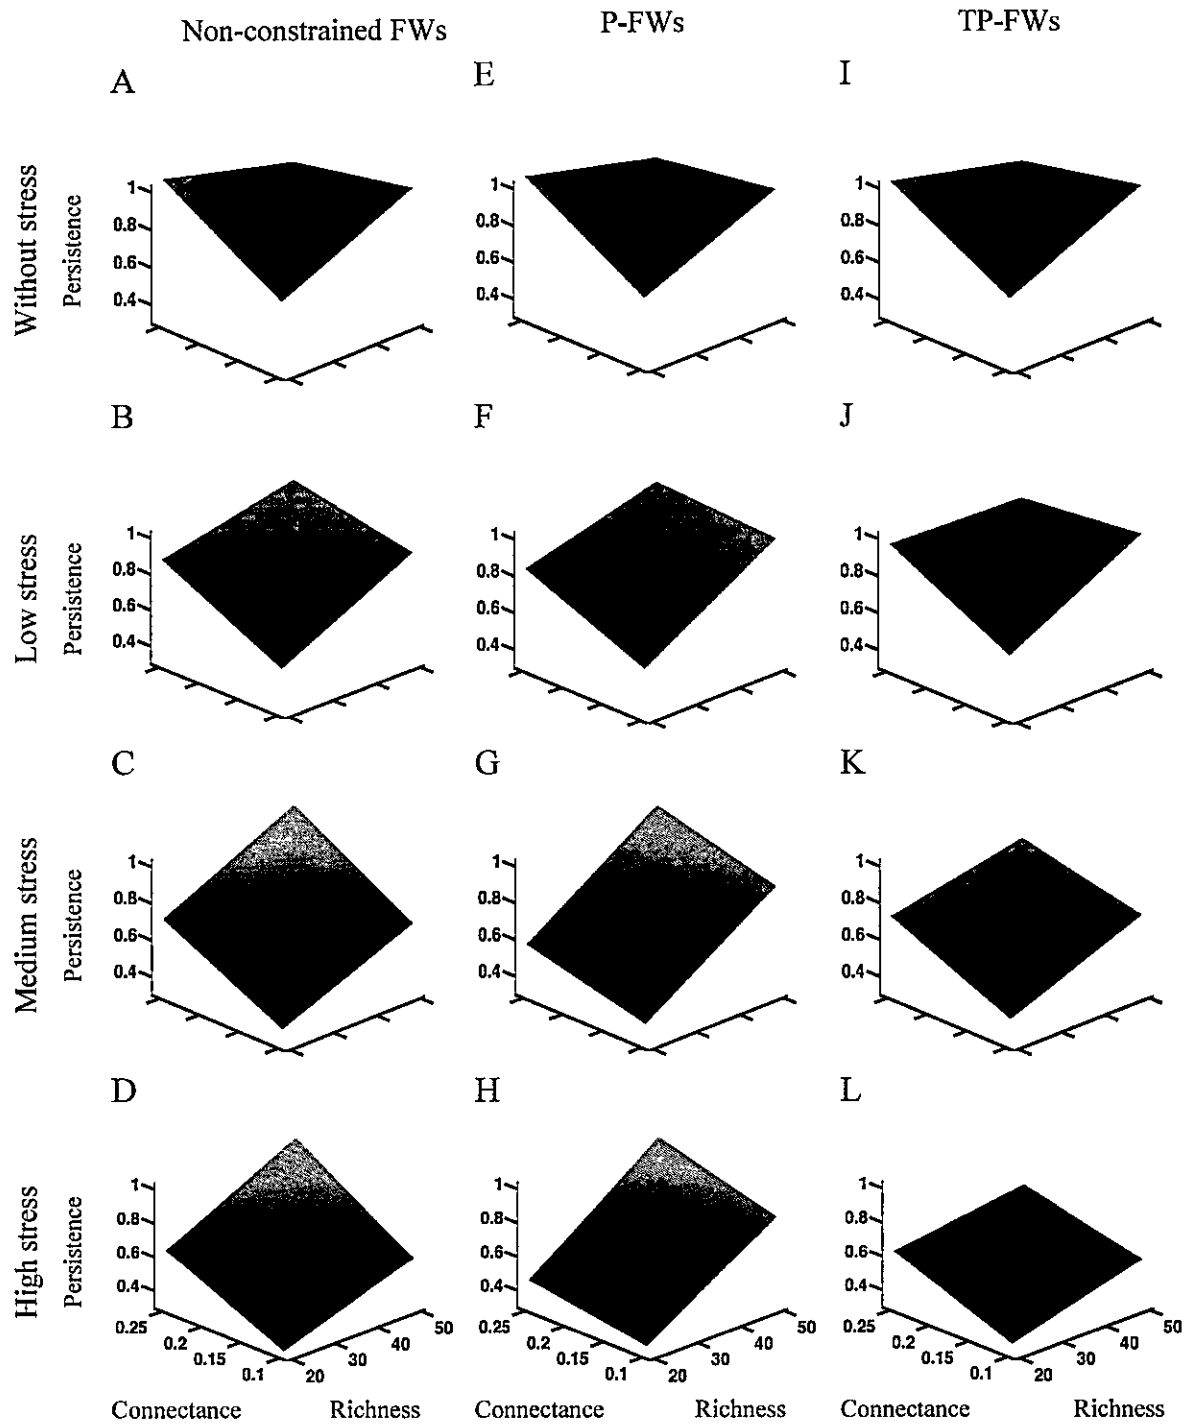 Non-constrained FWs
P-FWs
TP-FWs
A
E
I
Without stress
Persistence
1
0.8
0.6
0.4
1
0.8
0.6
0.4
1
0.8
0.6
0.4
B
F
J
Low stress
Persistence
1
0.8
0.6
0.4
1
0.8
0.6
0.4
1
0.8
0.6
0.4
C
G
K
Medium stress
Persistence
1
0.8
0.6
0.4
1
0.8
0.6
0.4
1
0.8
0.6
0.4
D
H
L
High stress
Persistence
1
0.8
0.6
0.4
0.25
0.2
0.15
0.1
20
30
40
50
1
0.8
0.6
0.4
0.25
0.2
0.15
0.1
20
30
40
50
1
0.8
0.6
0.4
0.25
0.2
0.15
0.1
20
30
40
50
Connectance
Richness
Connectance
Richness
Connectance
Richness